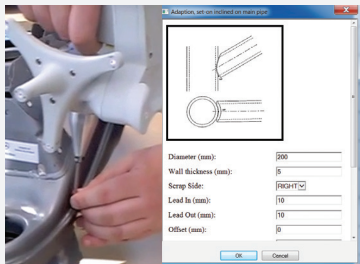 Adaption, set-on inclined on main pipe
Diameter (mm): 200
Wall thickness (mm): 5
Scrap Side: RIGHT
Lead In (mm): 10
Lead Out (mm): 10
Offset (mm): 0
OK Cancel